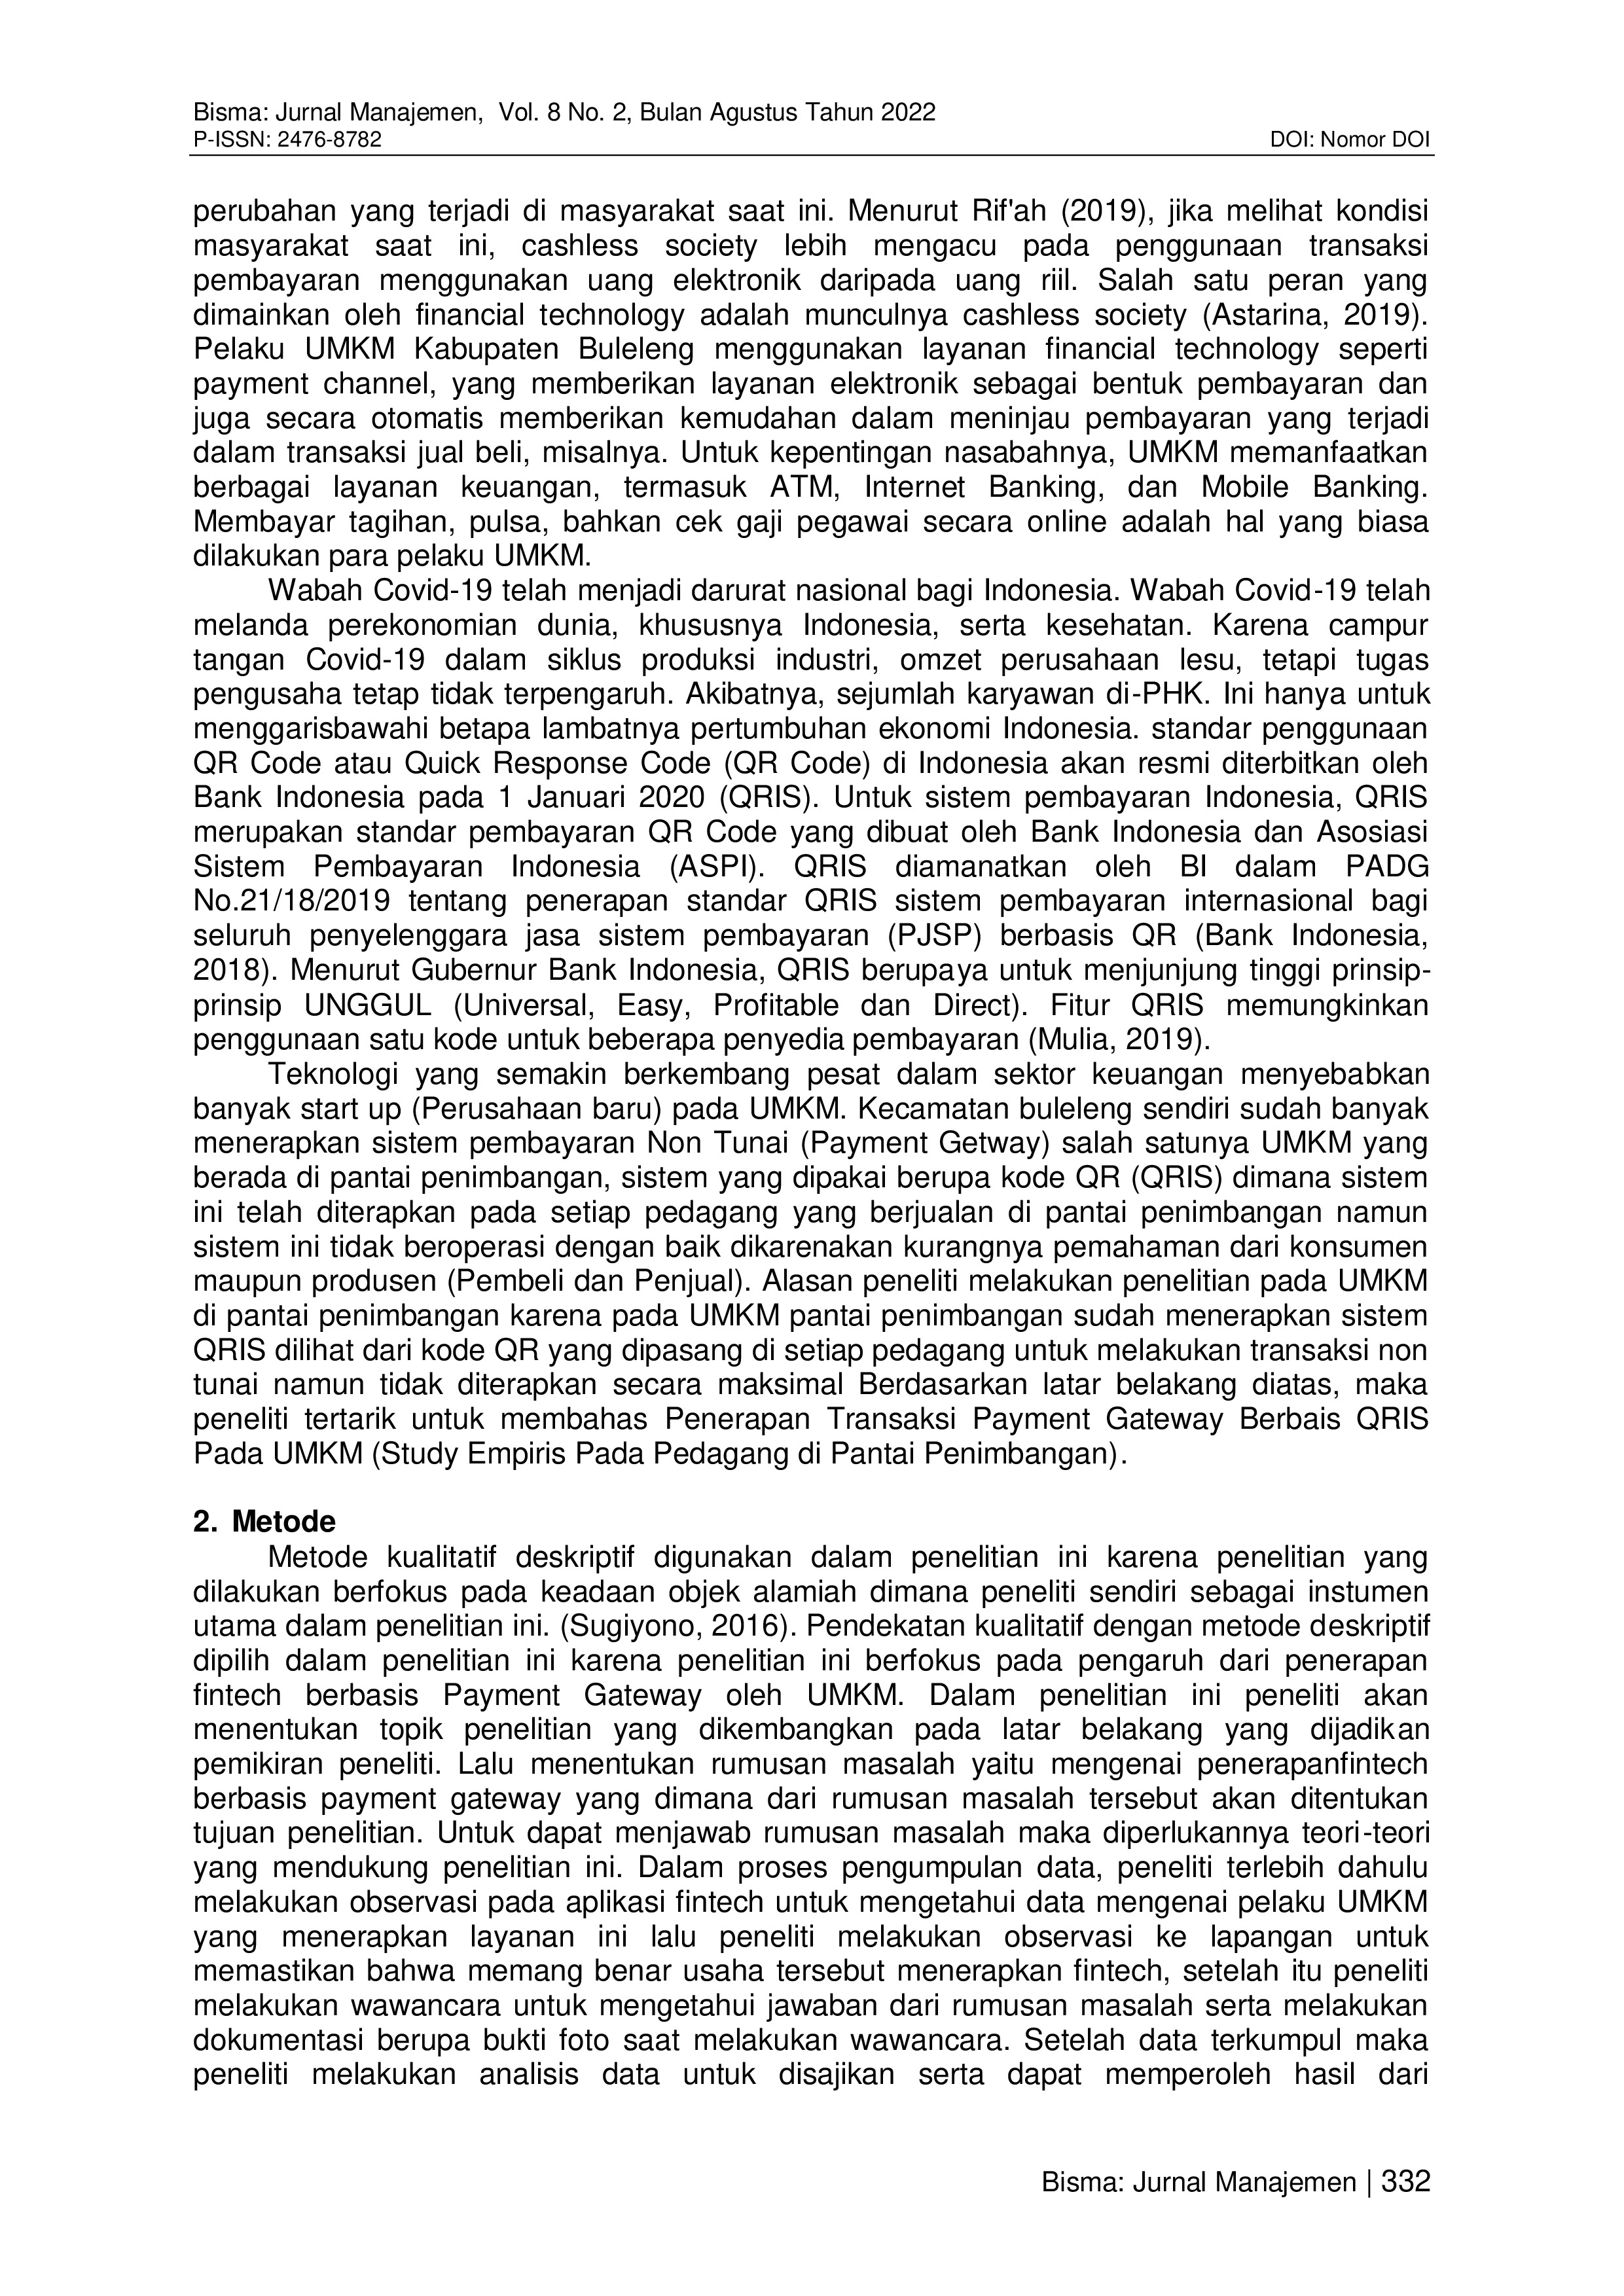 Bisma: Jurnal Manajemen, Vol. 8 No. 2, Bulan Agustus Tahun 2022
P-ISSN: 2476-8782 DOI: Nomor DOI
perubahan yang terjadi di masyarakat saat ini. Menurut Rif'ah (2019), jika melihat kondisi
masyarakat saat ini, cashless society lebih mengacu pada penggunaan transaksi
pembayaran menggunakan uang elektronik daripada uang riil. Salah satu peran yang
dimainkan oleh financial technology adalah munculnya cashless society (Astarina, 2019).
Pelaku UMKM Kabupaten Buleleng menggunakan layanan financial technology seperti
payment channel, yang memberikan layanan elektronik sebagai bentuk pembayaran dan
juga secara otomatis memberikan kemudahan dalam meninjau pembayaran yang terjadi
dalam transaksi jual beli, misalnya. Untuk kepentingan nasabahnya, UMKM memanfaatkan
berbagai layanan keuangan, termasuk ATM, Internet Banking, dan Mobile Banking.
Membayar tagihan, pulsa, bahkan cek gaji pegawai secara online adalah hal yang biasa
dilakukan para pelaku UMKM.
Wabah Covid-19 telah menjadi darurat nasional bagi Indonesia. Wabah Covid-19 telah
melanda perekonomian dunia, khususnya Indonesia, serta kesehatan. Karena campur
tangan Covid-19 dalam siklus produksi industri, omzet perusahaan lesu, tetapi tugas
pengusaha tetap tidak terpengaruh. Akibatnya, sejumlah karyawan di-PHK. Ini hanya untuk
menggarisbawahi betapa lambatnya pertumbuhan ekonomi Indonesia. standar penggunaan
QR Code atau Quick Response Code (QR Code) di Indonesia akan resmi diterbitkan oleh
Bank Indonesia pada 1 Januari 2020 (QRIS). Untuk sistem pembayaran Indonesia, QRIS
merupakan standar pembayaran QR Code yang dibuat oleh Bank Indonesia dan Asosiasi
Sistem Pembayaran Indonesia (ASPI). QRIS diamanatkan oleh BI dalam PADG
No.21/18/2019 tentang penerapan standar QRIS sistem pembayaran internasional bagi
seluruh penyelenggara jasa sistem pembayaran (PJSP) berbasis QR (Bank Indonesia,
2018). Menurut Gubernur Bank Indonesia, QRIS berupaya untuk menjunjung tinggi prinsip-
prinsip UNGGUL (Universal, Easy, Profitable dan Direct). Fitur QRIS memungkinkan
penggunaan satu kode untuk beberapa penyedia pembayaran (Mulia, 2019).
Teknologi yang semakin berkembang pesat dalam sektor keuangan menyebabkan
banyak start up (Perusahaan baru) pada UMKM. Kecamatan buleleng sendiri sudah banyak
menerapkan sistem pembayaran Non Tunai (Payment Getway) salah satunya UMKM yang
berada di pantai penimbangan, sistem yang dipakai berupa kode QR (QRIS) dimana sistem
ini telah diterapkan pada setiap pedagang yang berjualan di pantai penimbangan namun
sistem ini tidak beroperasi dengan baik dikarenakan kurangnya pemahaman dari konsumen
maupun produsen (Pembeli dan Penjual). Alasan peneliti melakukan penelitian pada UMKM
di pantai penimbangan karena pada UMKM pantai penimbangan sudah menerapkan sistem
QRIS dilihat dari kode QR yang dipasang di setiap pedagang untuk melakukan transaksi non
tunai namun tidak diterapkan secara maksimal Berdasarkan latar belakang diatas, maka
peneliti tertarik untuk membahas Penerapan Transaksi Payment Gateway Berbais QRIS
Pada UMKM (Study Empiris Pada Pedagang di Pantai Penimbangan).
2. Metode
Metode kualitatif deskriptif digunakan dalam penelitian ini karena penelitian yang
dilakukan berfokus pada keadaan objek alamiah dimana peneliti sendiri sebagai instumen
utama dalam penelitian ini. (Sugiyono, 2016). Pendekatan kualitatif dengan metode deskriptif
dipilih dalam penelitian ini karena penelitian ini berfokus pada pengaruh dari penerapan
fintech berbasis Payment Gateway oleh UMKM. Dalam penelitian ini peneliti akan
menentukan topik penelitian yang dikembangkan pada latar belakang yang dijadikan
pemikiran peneliti. Lalu menentukan rumusan masalah yaitu mengenai penerapanfintech
berbasis payment gateway yang dimana dari rumusan masalah tersebut akan ditentukan
tujuan penelitian. Untuk dapat menjawab rumusan masalah maka diperlukannya teori-teori
yang mendukung penelitian ini. Dalam proses pengumpulan data, peneliti terlebih dahulu
melakukan observasi pada aplikasi fintech untuk mengetahui data mengenai pelaku UMKM
yang menerapkan layanan ini lalu peneliti melakukan observasi ke lapangan untuk
memastikan bahwa memang benar usaha tersebut menerapkan fintech, setelah itu peneliti
melakukan wawancara untuk mengetahui jawaban dari rumusan masalah serta melakukan
dokumentasi berupa bukti foto saat melakukan wawancara. Setelah data terkumpul maka
peneliti melakukan analisis data untuk disajikan serta dapat memperoleh hasil dari
Bisma: Jurnal Manajemen | 332